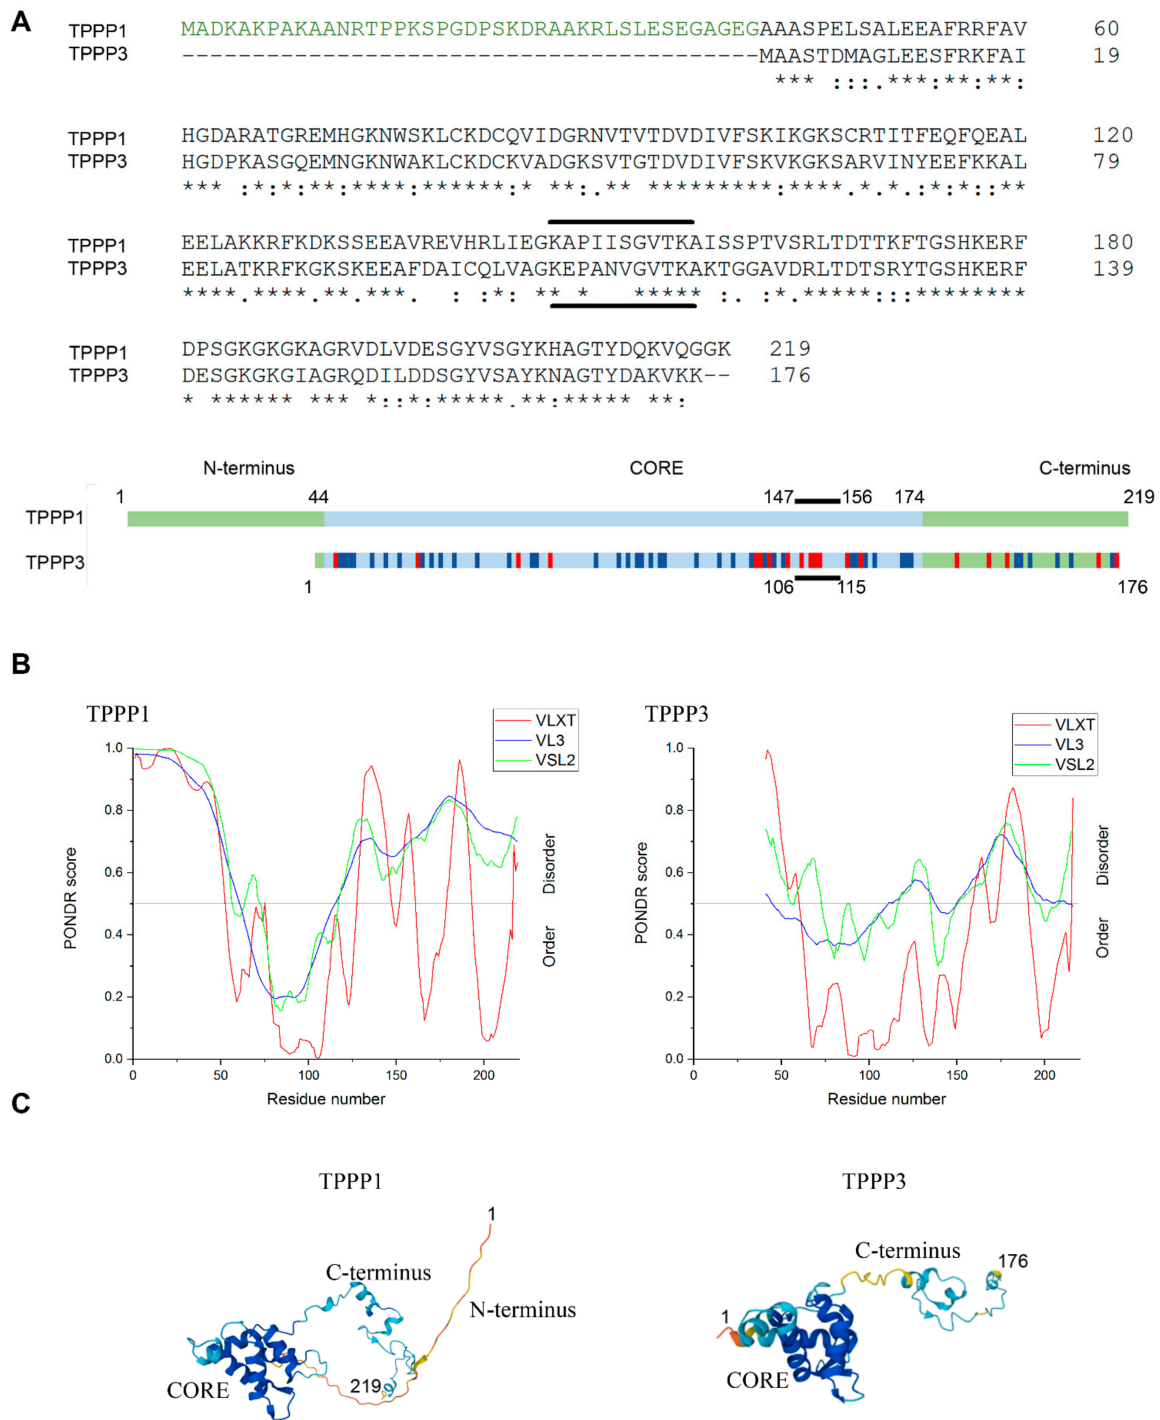 A
TPPP1 MADKAKPAKAANRTPPKSPGDPSKDRAAKRLSLESEGAGEGAAASPELSALEEAFRRFAV 60
TPPP3 -----------------------------------------MAASTDMAGLEESFRKFAI 19
*** :::.***:**:**:
TPPP1 HGDARATGREMHGKNWSKLCKDCQVIDGRNVTVTDVDIVFSKIKGKSCRTITFEQFQEAL 120
TPPP3 HGDPKASGQEMNGKNWAKLCKDCKVADGKSVTGTDVDIVFSKVKGKSARVINYEEFKKAL 79
*** :*:*:**:****:******:* **:.** *********:****.*.*.:*:*::**
TPPP1 EELAKKRFKDKSSEEAVREVHRLIEGKAPIISGVTKAISSPTVSRLTDTTKFTGSHKERF 180
TPPP3 EELATKRFKGKSKEEAFDAICQLVAGKEPANVGVTKAKTGGAVDRLTDTSRYTGSHKERF 139
****.****.**.***. : :*: ** * ***** :. :*.*****:::********
TPPP1 DPSGKGKGKAGRVDLVDESGYVSGYKHAGTYDQKVQGGK 219
TPPP3 DESGKGKGIAGRQDILDDSGYVSAYKNAGTYDAKVKK-- 176
* ****** *** *::*:*****.**:***** **:
N-terminus CORE C-terminus
1 44 147 156 174 219
TPPP1
TPPP3
1 106 115 176
B
TPPP1
VLXT
VL3
VSL2
1.0
0.8
0.6
0.4
0.2
0.0
PONDR score
Disorder
Order
0 50 100 150 200
Residue number
TPPP3
VLXT
VL3
VSL2
1.0
0.8
0.6
0.4
0.2
0.0
PONDR score
Disorder
Order
0 50 100 150 200
Residue number
C
TPPP1
1
C-terminus
N-terminus
219
CORE
TPPP3
C-terminus
176
1
CORE